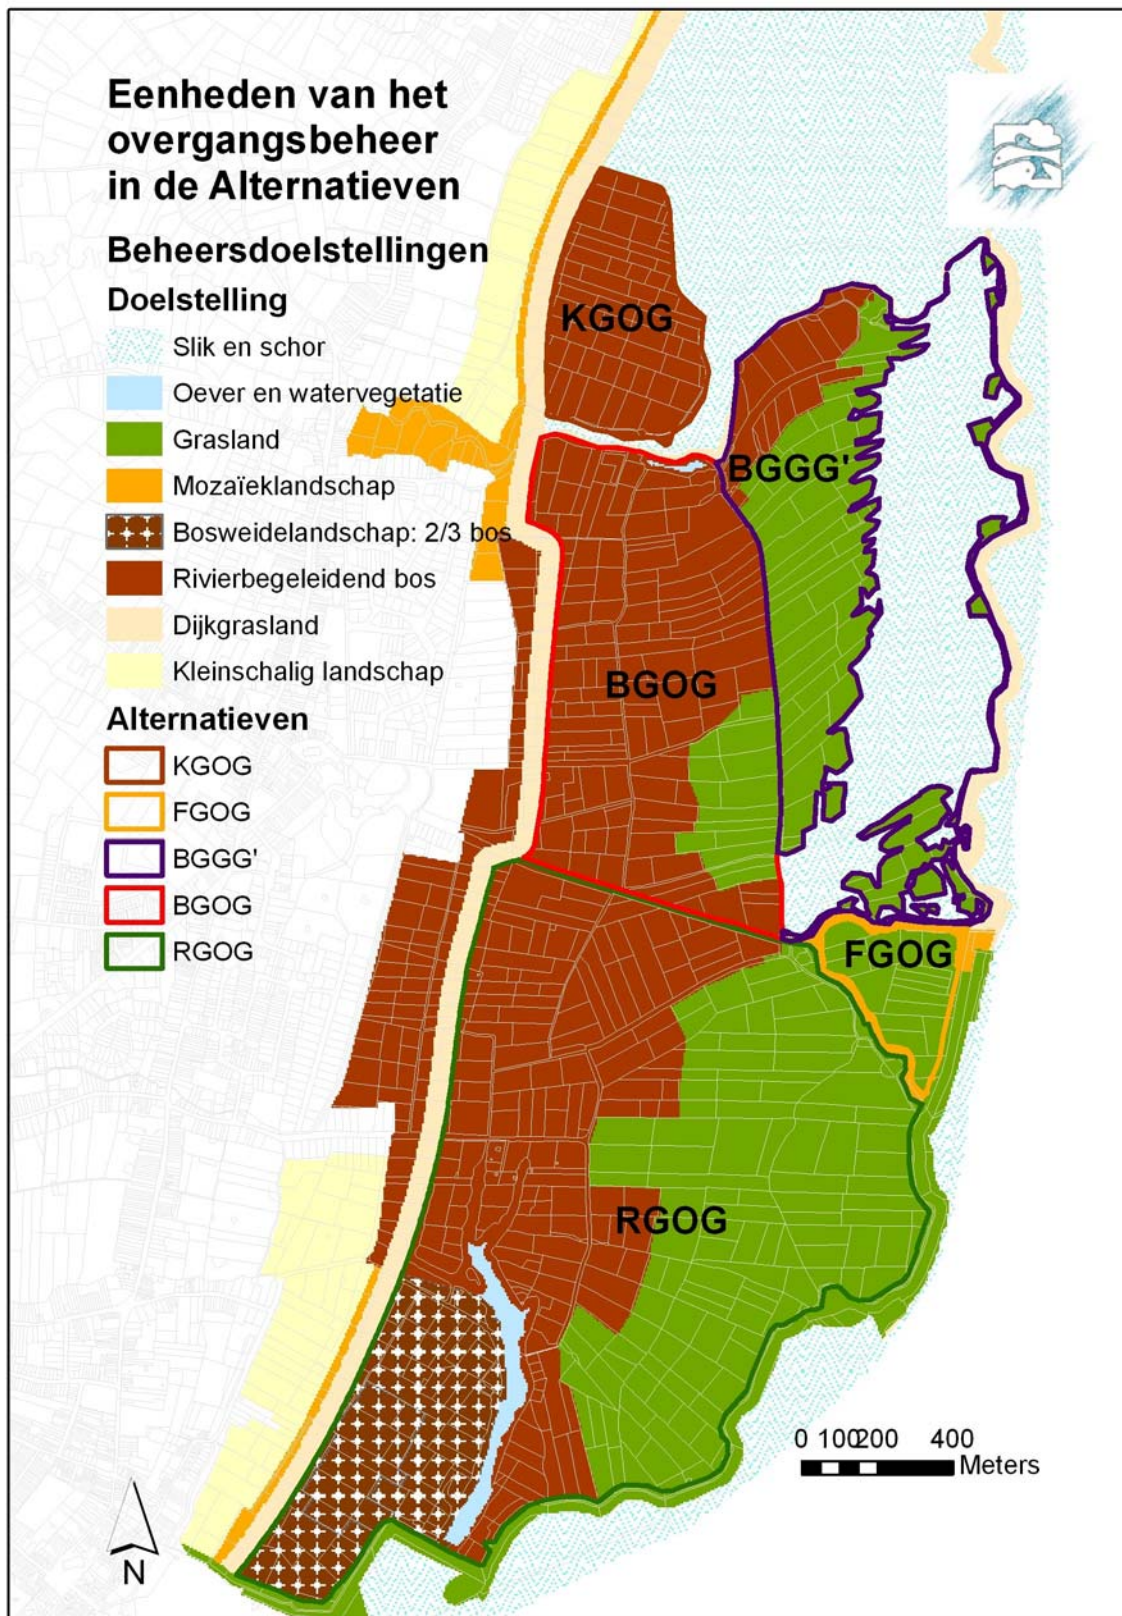 Eenheden van het
overgangsbeheer
in de Alternatieven
Beheersdoelstellingen
Doelstelling
Slik en schor
Oever en watervegetatie
Grasland
Mozaïeklandschap
Bosweidelandschap: 2/3 bos
Rivierbegeleidend bos
Dijkgrasland
Kleinschalig landschap
Alternatieven
KGOG
FGOG
BGGG'
BGOG
RGOG
KGOG
BGGG'
BGOG
FGOG
RGOG
0 100200 400
Meters
N